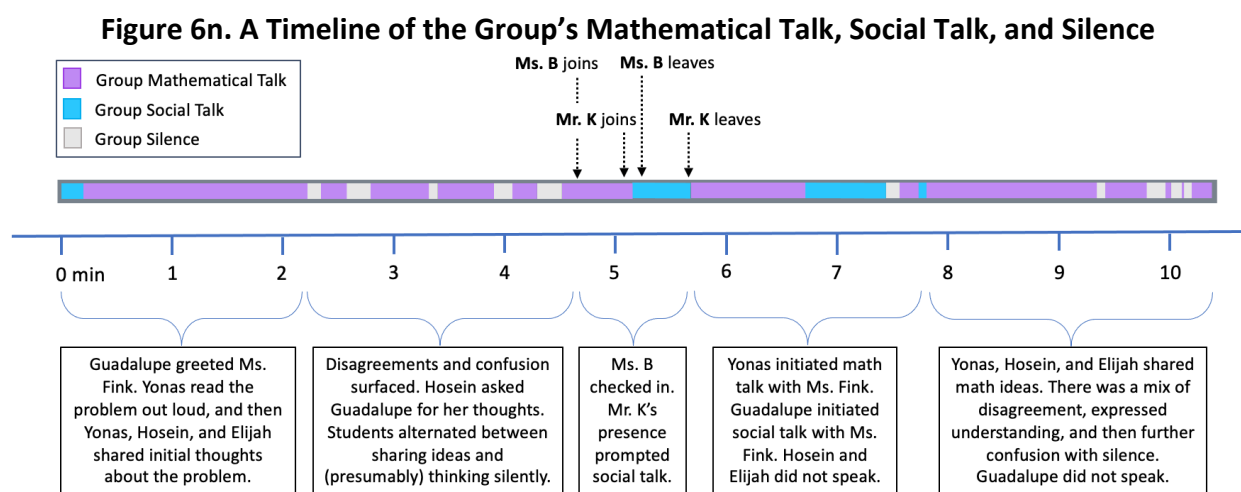 Figure 6n. A Timeline of the Group's Mathematical Talk, Social Talk, and Silence
Group Mathematical Talk
Group Social Talk
Group Silence
Ms. B joins
Ms. B leaves
Mr. K joins
Mr. K leaves
0 min
1
2
3
4
5
6
7
8
9
10
Guadalupe greeted Ms.
Fink. Yonas read the
problem out loud, and then
Yonas, Hosein, and Elijah
shared initial thoughts
about the problem.
Disagreements and confusion
surfaced. Hosein asked
Guadalupe for her thoughts.
Students alternated between
sharing ideas and
(presumably) thinking silently.
Ms. B
checked in.
Mr. K's
presence
prompted
social talk.
Yonas initiated math
talk with Ms. Fink.
Guadalupe initiated
social talk with Ms.
Fink. Hosein and
Elijah did not speak.
Yonas, Hosein, and Elijah shared
math ideas. There was a mix of
disagreement, expressed
understanding, and then further
confusion with silence.
Guadalupe did not speak.